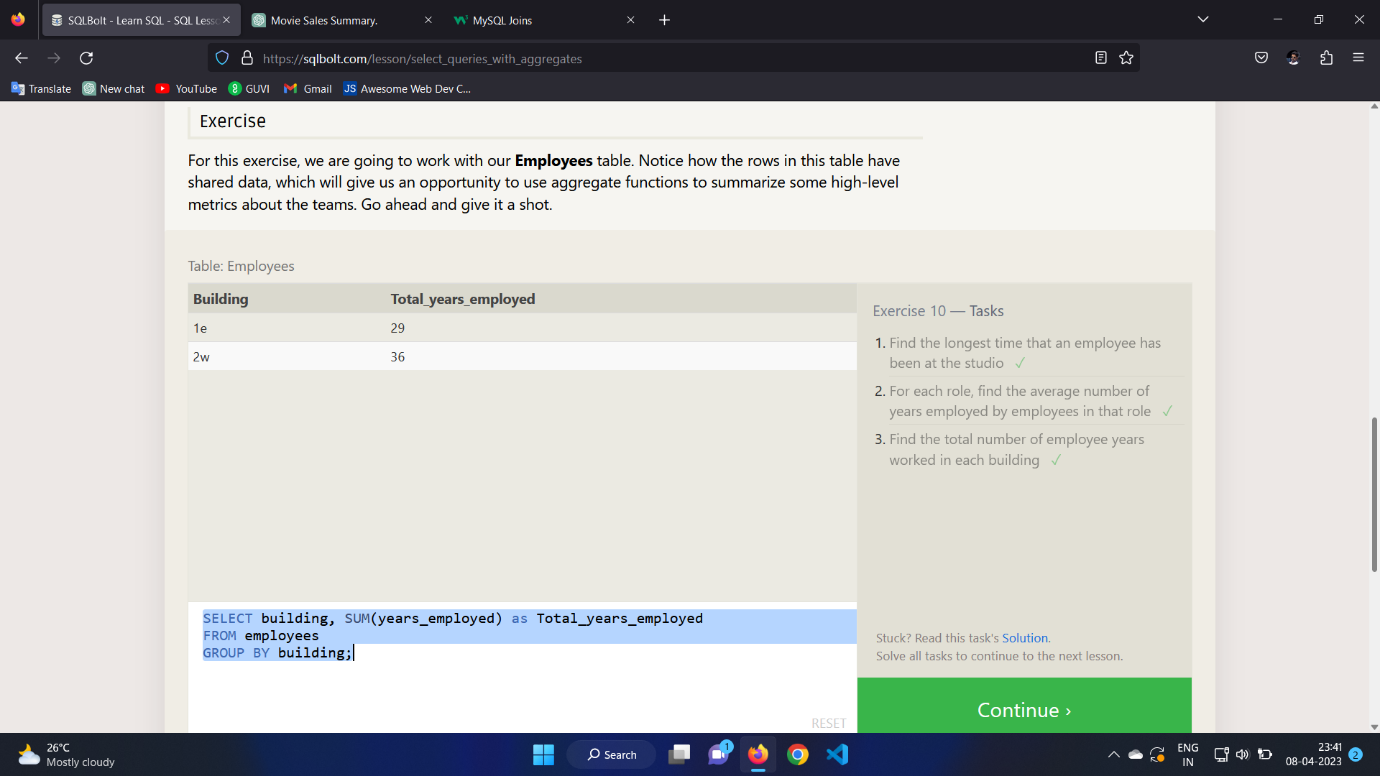 SQLBolt - Learn SQL - SQL Less
Movie Sales Summary.
MySQL Joins
https://sqlbolt.com/lesson/select_queries_with_aggregates
Translate
New chat
YouTube
GUVI
Gmail
JS Awesome Web Dev C...
Exercise
For this exercise, we are going to work with our Employees table. Notice how the rows in this table have
shared data, which will give us an opportunity to use aggregate functions to summarize some high-level
metrics about the teams. Go ahead and give it a shot.
Table: Employees
Building Total_years_employed
1e 29
2w 36
Exercise 10 — Tasks
1. Find the longest time that an employee has
been at the studio ✓
2. For each role, find the average number of
years employed by employees in that role ✓
3. Find the total number of employee years
worked in each building ✓
SELECT building, SUM(years_employed) as Total_years_employed
FROM employees
GROUP BY building;
RESET
Stuck? Read this task's Solution.
Solve all tasks to continue to the next lesson.
Continue ›
26°C
Mostly cloudy
Search
1
ENG
IN
23:41
08-04-2023
2